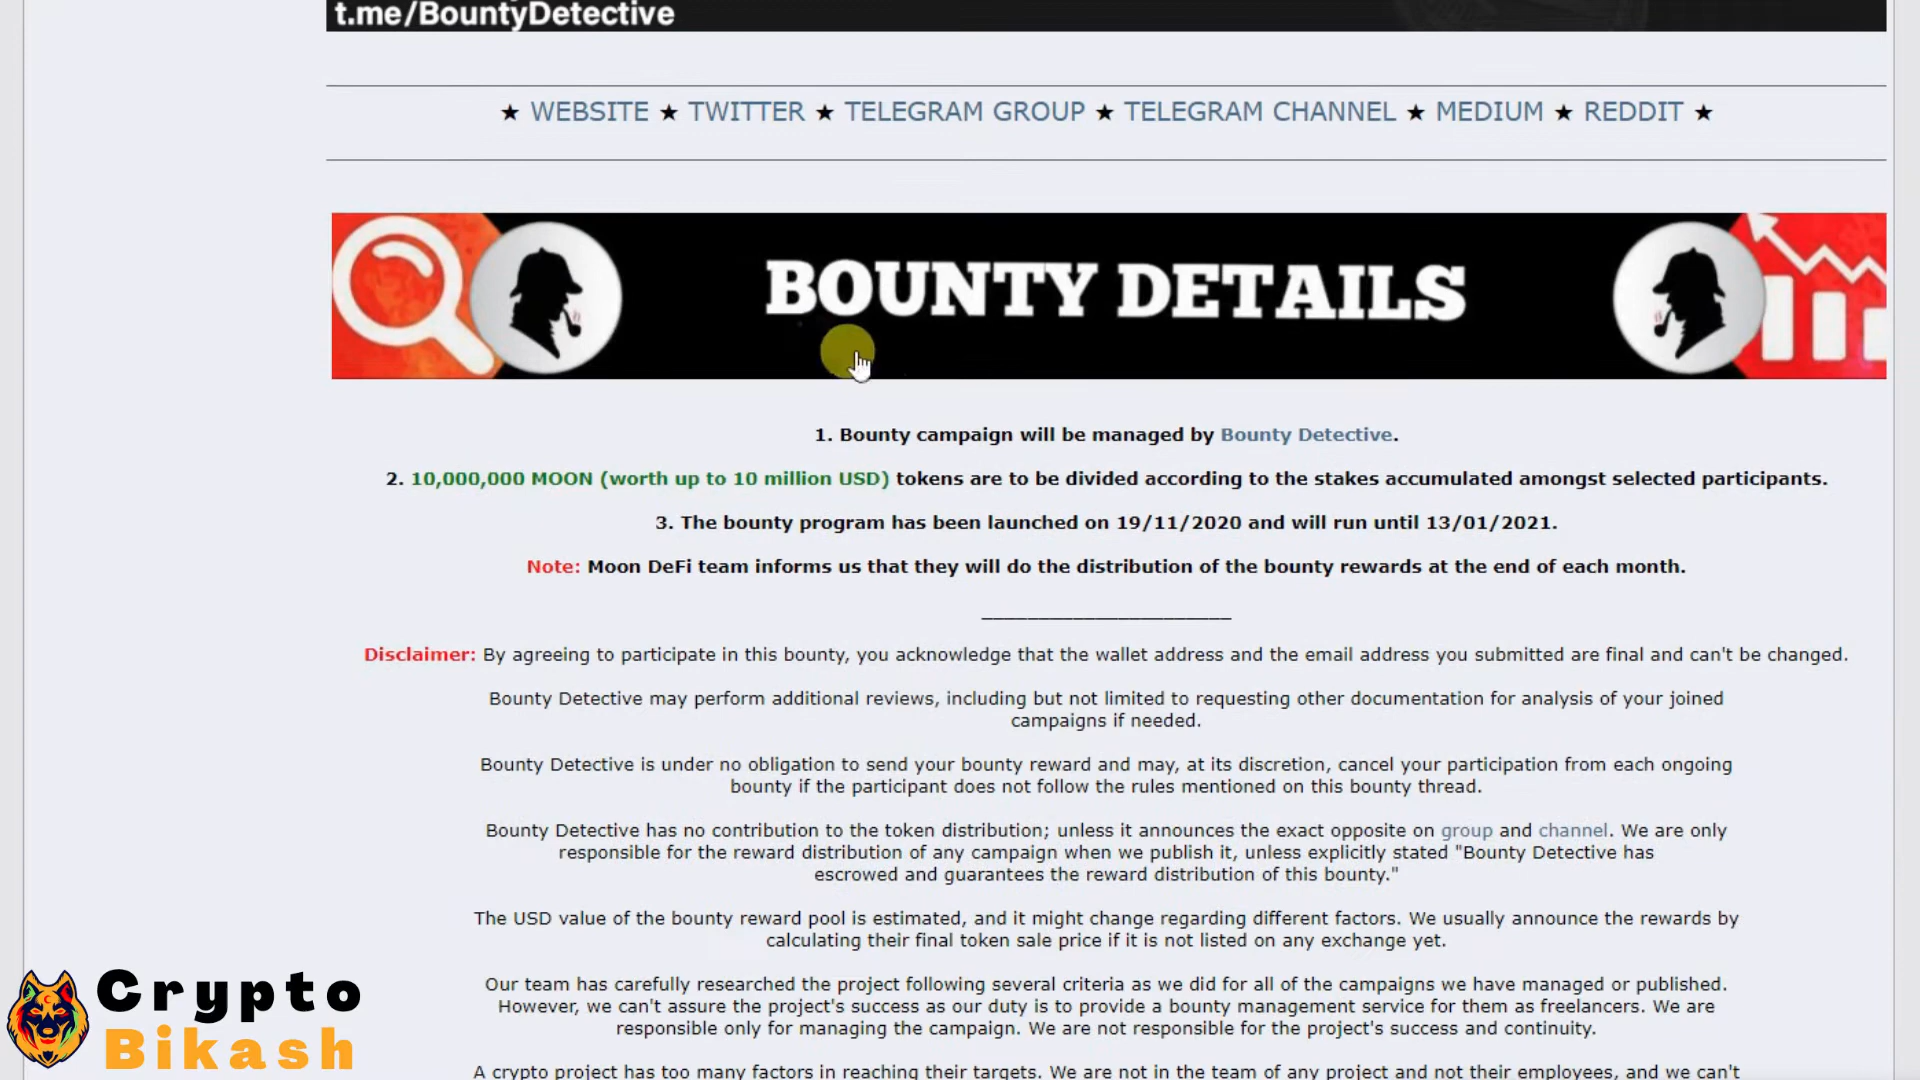 t.me/BountyDetective
★ WEBSITE ★ TWITTER ★ TELEGRAM GROUP ★ TELEGRAM CHANNEL ★ MEDIUM ★ REDDIT ★
BOUNTY DETAILS
1. Bounty campaign will be managed by Bounty Detective.
2. 10,000,000 MOON (worth up to 10 million USD) tokens are to be divided according to the stakes accumulated amongst selected participants.
3. The bounty program has been launched on 19/11/2020 and will run until 13/01/2021.
Note: Moon DeFi team informs us that they will do the distribution of the bounty rewards at the end of each month.
Disclaimer: By agreeing to participate in this bounty, you acknowledge that the wallet address and the email address you submitted are final and can't be changed.
Bounty Detective may perform additional reviews, including but not limited to requesting other documentation for analysis of your joined
campaigns if needed.
Bounty Detective is under no obligation to send your bounty reward and may, at its discretion, cancel your participation from each ongoing
bounty if the participant does not follow the rules mentioned on this bounty thread.
Bounty Detective has no contribution to the token distribution; unless it announces the exact opposite on group and channel. We are only
responsible for the reward distribution of any campaign when we publish it, unless explicitly stated "Bounty Detective has
escrowed and guarantees the reward distribution of this bounty."
The USD value of the bounty reward pool is estimated, and it might change regarding different factors. We usually announce the rewards by
calculating their final token sale price if it is not listed on any exchange yet.
Our team has carefully researched the project following several criteria as we did for all of the campaigns we have managed or published.
However, we can't assure the project's success as our duty is to provide a bounty management service for them as freelancers. We are
responsible only for managing the campaign. We are not responsible for the project's success and continuity.
A crypto project has too many factors in reaching their targets. We are not in the team of any project and not their employees, and we can't
Crypto
Bikash